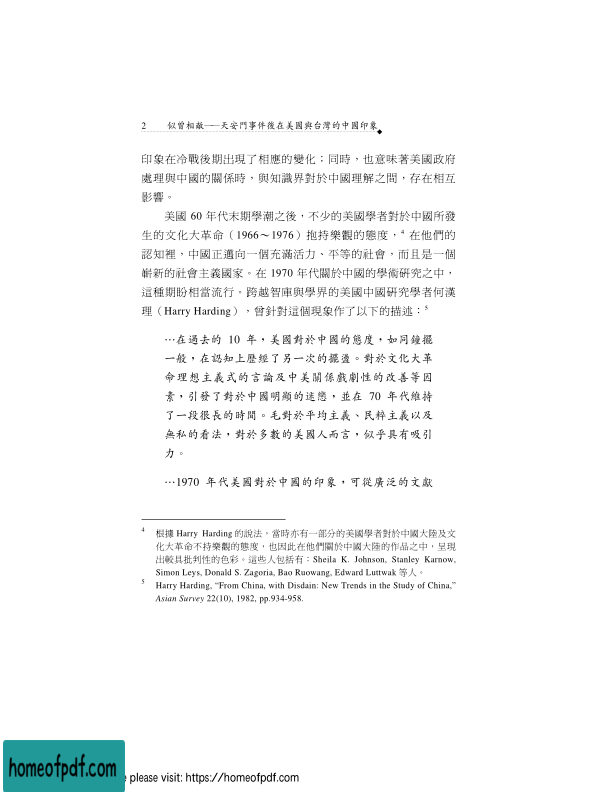 2 似曾相敵——天安門事件後在美國與台灣的中國印象
印象在冷戰後期出現了相應的變化；同時，也意味著美國政府
處理與中國的關係時，與知識界對於中國理解之間，存在相互
影響。
美國 60 年代末期學潮之後，不少的美國學者對於中國所發
生的文化大革命（1966～1976）抱持樂觀的態度，4 在他們的
認知裡，中國正邁向一個充滿活力、平等的社會，而且是一個
嶄新的社會主義國家。在 1970 年代關於中國的學術研究之中，
這種期盼相當流行。跨越智庫與學界的美國中國研究學者何漢
理（Harry Harding），曾針對這個現象作了以下的描述：5
…在過去的 10 年，美國對於中國的態度，如同鐘擺
一般，在認知上歷經了另一次的擺盪。對於文化大革
命理想主義式的言論及中美關係戲劇性的改善等因
素，引發了對於中國明顯的迷戀，並在 70 年代維持
了一段很長的時間。毛對於平均主義、民粹主義以及
無私的看法，對於多數的美國人而言，似乎具有吸引
力。
…1970 年代美國對於中國的印象，可從廣泛的文獻
4 根據 Harry Harding 的說法，當時亦有一部分的美國學者對於中國大陸及文
化大革命不持樂觀的態度，也因此在他們關於中國大陸的作品之中，呈現
出較具批判性的色彩。這些人包括有：Sheila K. Johnson, Stanley Karnow,
Simon Leys, Donald S. Zagoria, Bao Ruowang, Edward Luttwak 等人。
5 Harry Harding, “From China, with Disdain: New Trends in the Study of China,”
Asian Survey 22(10), 1982, pp.934-958.
homeofpdf.com
please visit: https://homeofpdf.com